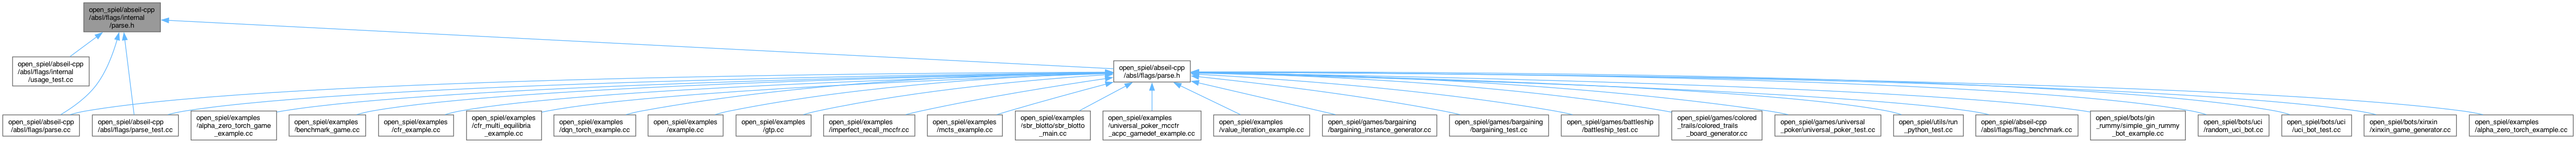 open_spiel/abseil-cpp
/absl/flags/internal
/parse.h
open_spiel/abseil-cpp
/absl/flags/internal
/usage_test.cc
open_spiel/abseil-cpp
/absl/flags/parse.h
open_spiel/abseil-cpp
/absl/flags/parse.cc
open_spiel/abseil-cpp
/absl/flags/parse_test.cc
open_spiel/examples
/alpha_zero_torch_game
_example.cc
open_spiel/examples
/benchmark_game.cc
open_spiel/examples
/cfr_example.cc
open_spiel/examples
/cfr_multi_equilibria
_example.cc
open_spiel/examples
/dqn_torch_example.cc
open_spiel/examples
/example.cc
open_spiel/examples
/gtp.cc
open_spiel/examples
/imperfect_recall_mccfr.cc
open_spiel/examples
/mcts_example.cc
open_spiel/examples
/sbr_blotto/sbr_blotto
_main.cc
open_spiel/examples
/universal_poker_mccfr
_acpc_gamedef_example.cc
open_spiel/examples
/value_iteration_example.cc
open_spiel/games/bargaining
/bargaining_instance_generator.cc
open_spiel/games/bargaining
/bargaining_test.cc
open_spiel/games/battleship
/battleship_test.cc
open_spiel/games/colored
_trails/colored_trails
_board_generator.cc
open_spiel/games/universal
_poker/universal_poker_test.cc
open_spiel/utils/run
_python_test.cc
open_spiel/abseil-cpp
/absl/flags/flag_benchmark.cc
open_spiel/bots/gin
_rummy/simple_gin_rummy
_bot_example.cc
open_spiel/bots/uci
/random_uci_bot.cc
open_spiel/bots/uci
/uci_bot_test.cc
open_spiel/bots/xinxin
/xinxin_game_generator.cc
open_spiel/examples
/alpha_zero_torch_example.cc